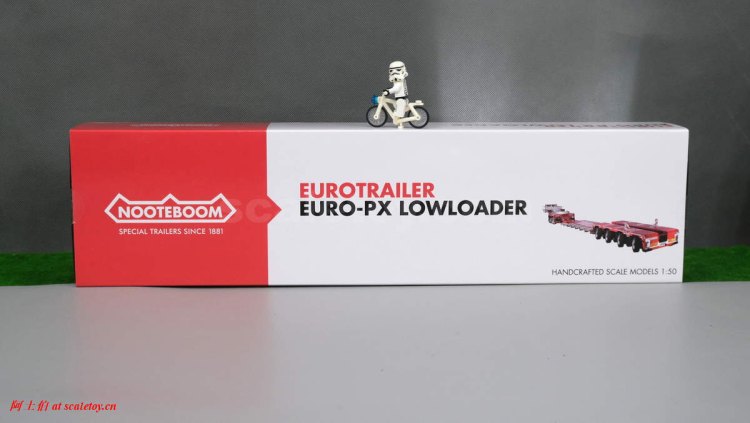 NOOTEBOOM
SPECIAL TRAILERS SINCE 1881
EUROTRAILER
EURO-PX LOWLOADER
HANDCRAFTED SCALE MODELS 1:50
阿土伯 at scaletoy.cn